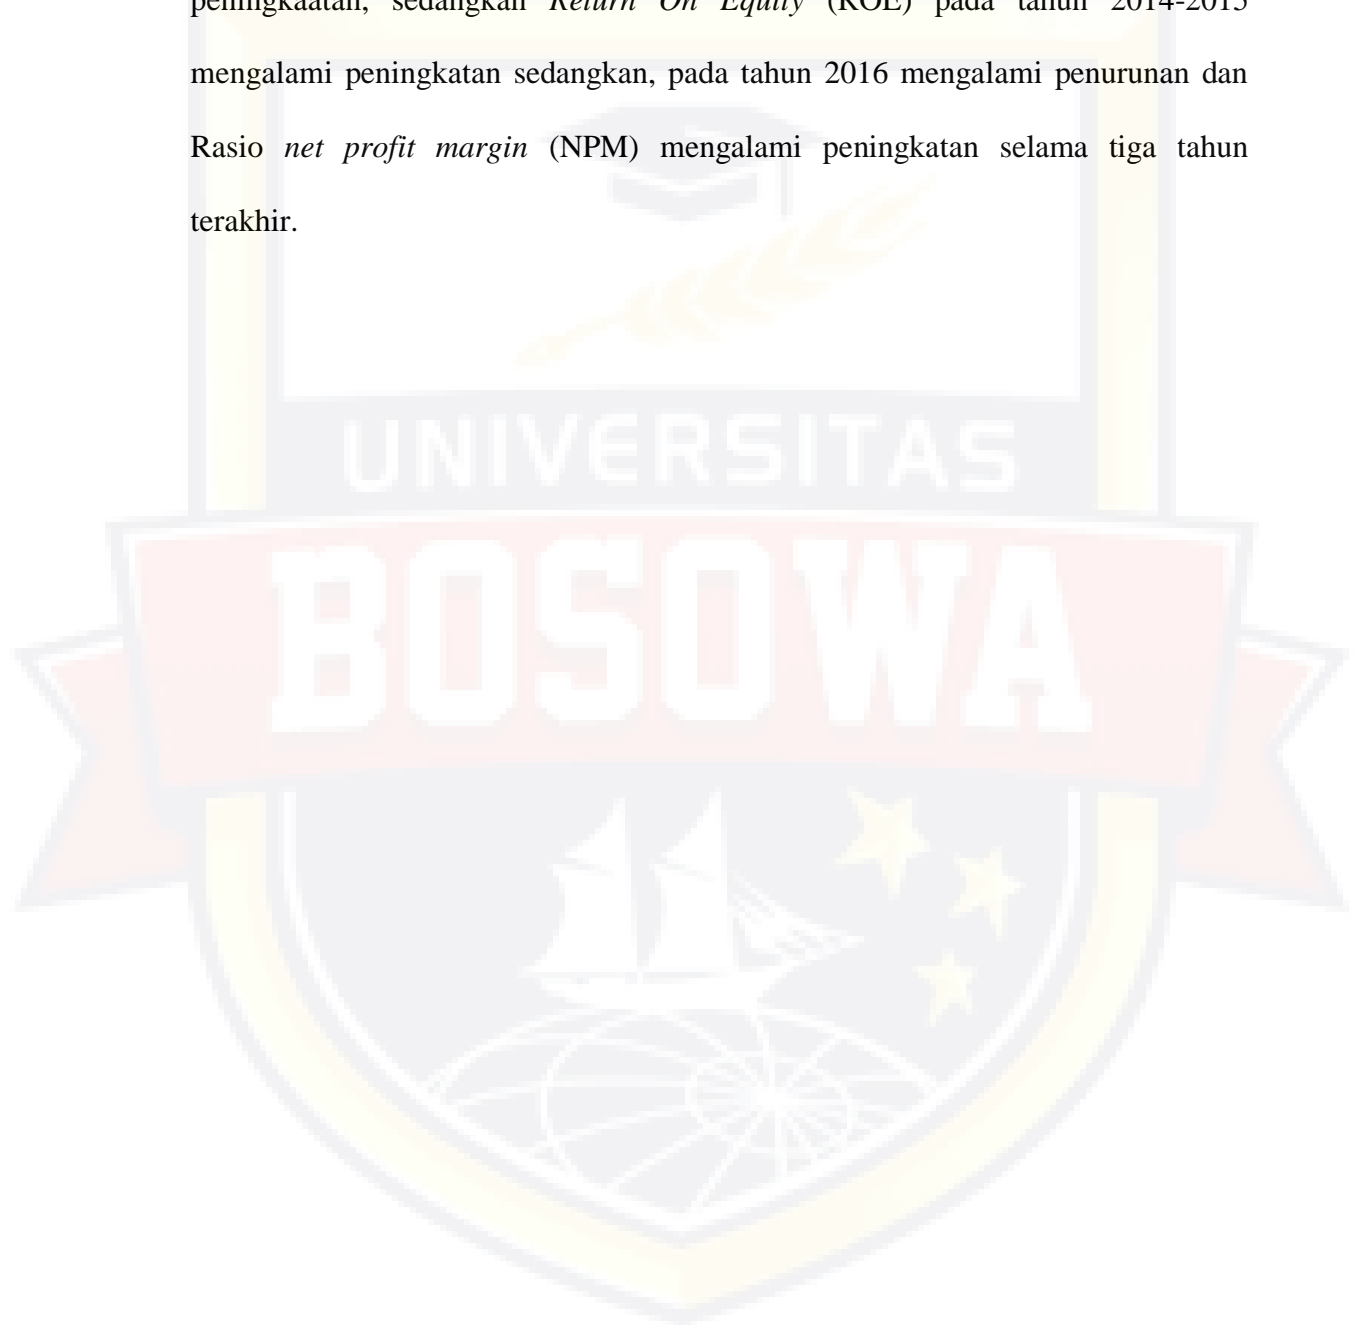 peningkaatan, sedangkan Return On Equity (ROE) pada tahun 2014-2015
mengalami peningkatan sedangkan, pada tahun 2016 mengalami penurunan dan
Rasio net profit margin (NPM) mengalami peningkatan selama tiga tahun
terakhir.
UNIVERSITAS
BOSOWA